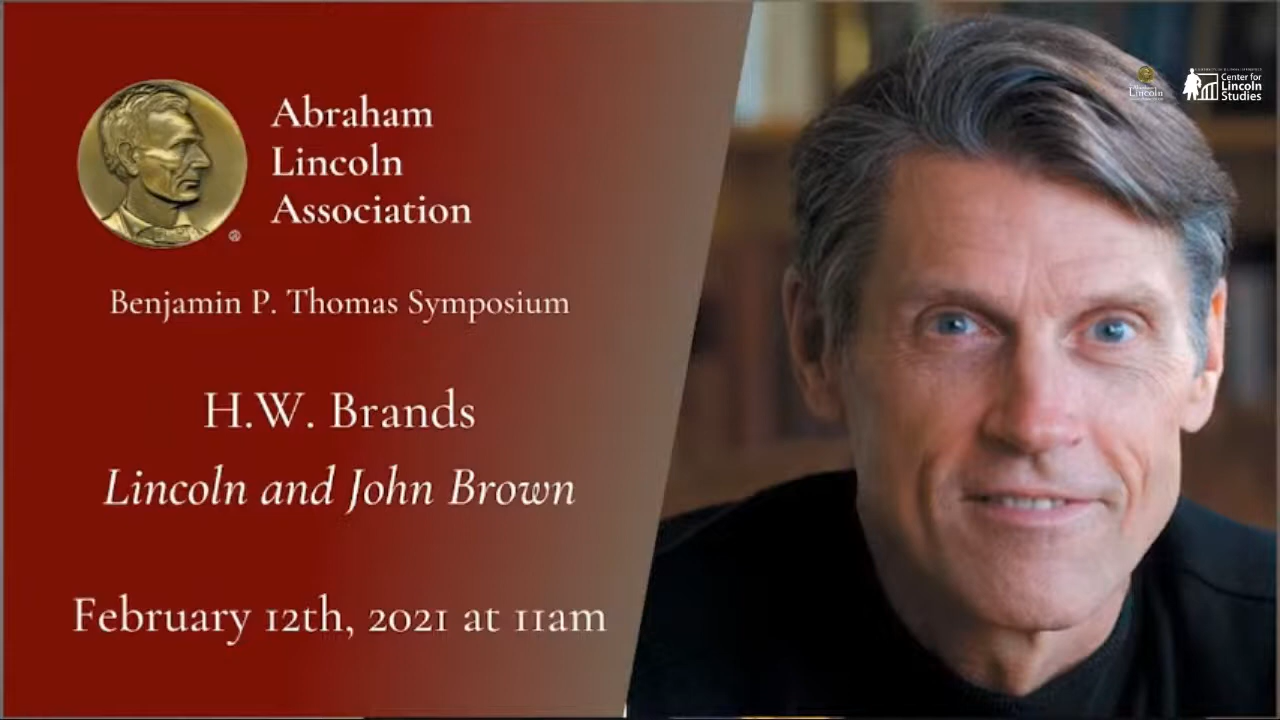 Abraham
Lincoln
Association
®
Benjamin P. Thomas Symposium
H.W. Brands
Lincoln and John Brown
February 12th, 2021 at 11am
Lincoln
Center for
Lincoln
Studies